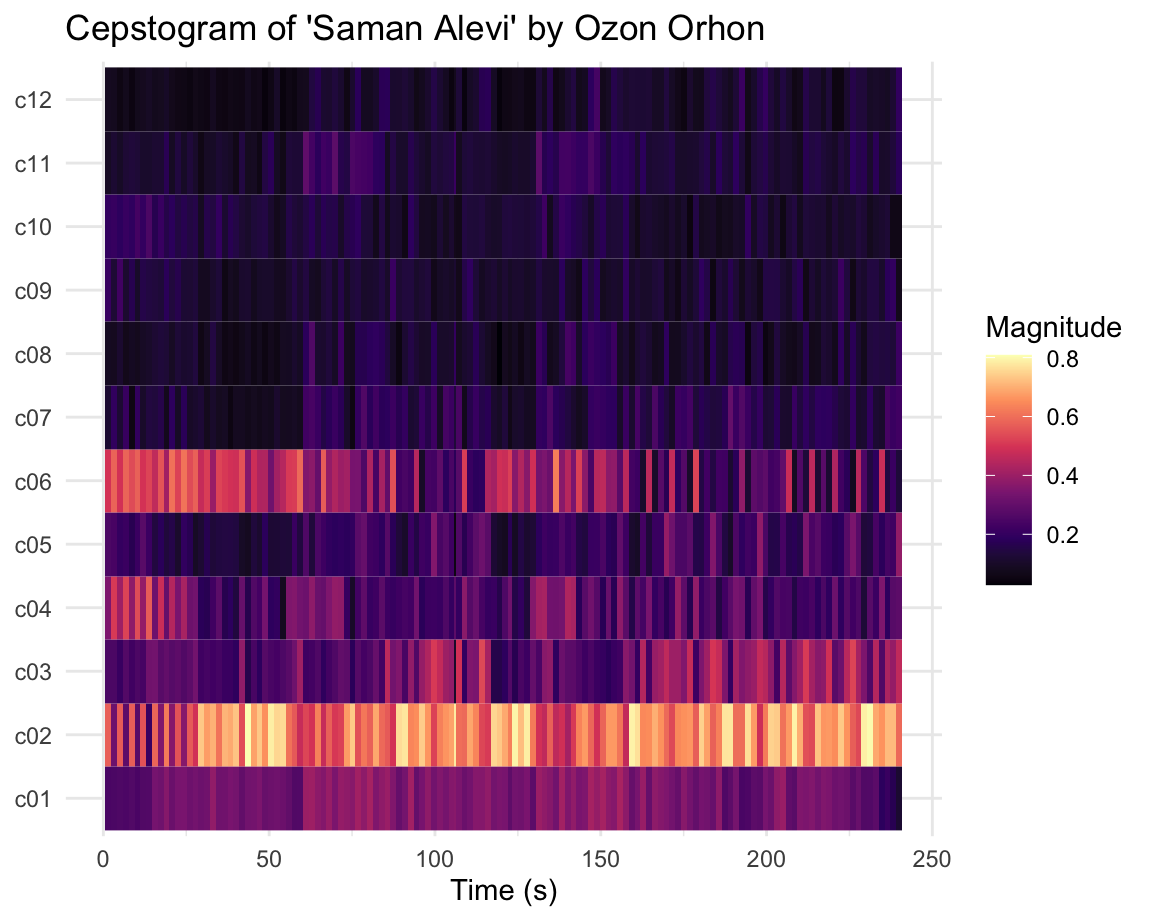 Cepstogram of 'Saman Alevi' by Ozon Orhon
c12
c11
c10
c09
c08
c07
c06
c05
c04
c03
c02
c01
0 50 100 150 200 250
Time (s)
Magnitude
0.8
0.6
0.4
0.2